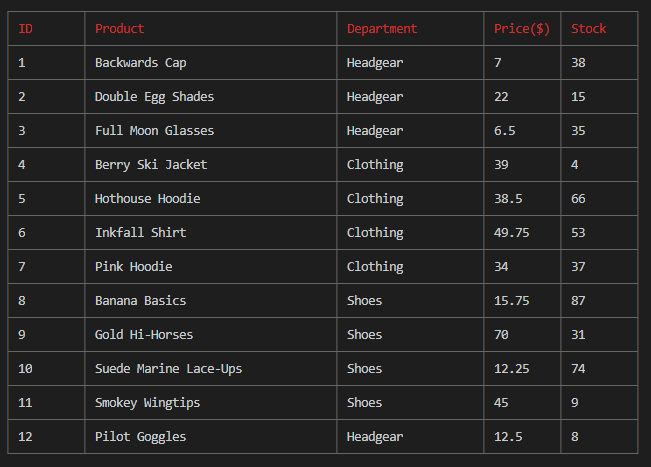 ID Product Department Price($) Stock
1 Backwards Cap Headgear 7 38
2 Double Egg Shades Headgear 22 15
3 Full Moon Glasses Headgear 6.5 35
4 Berry Ski Jacket Clothing 39 4
5 Hothouse Hoodie Clothing 38.5 66
6 Inkfall Shirt Clothing 49.75 53
7 Pink Hoodie Clothing 34 37
8 Banana Basics Shoes 15.75 87
9 Gold Hi-Horses Shoes 70 31
10 Suede Marine Lace-Ups Shoes 12.25 74
11 Smokey Wingtips Shoes 45 9
12 Pilot Goggles Headgear 12.5 8